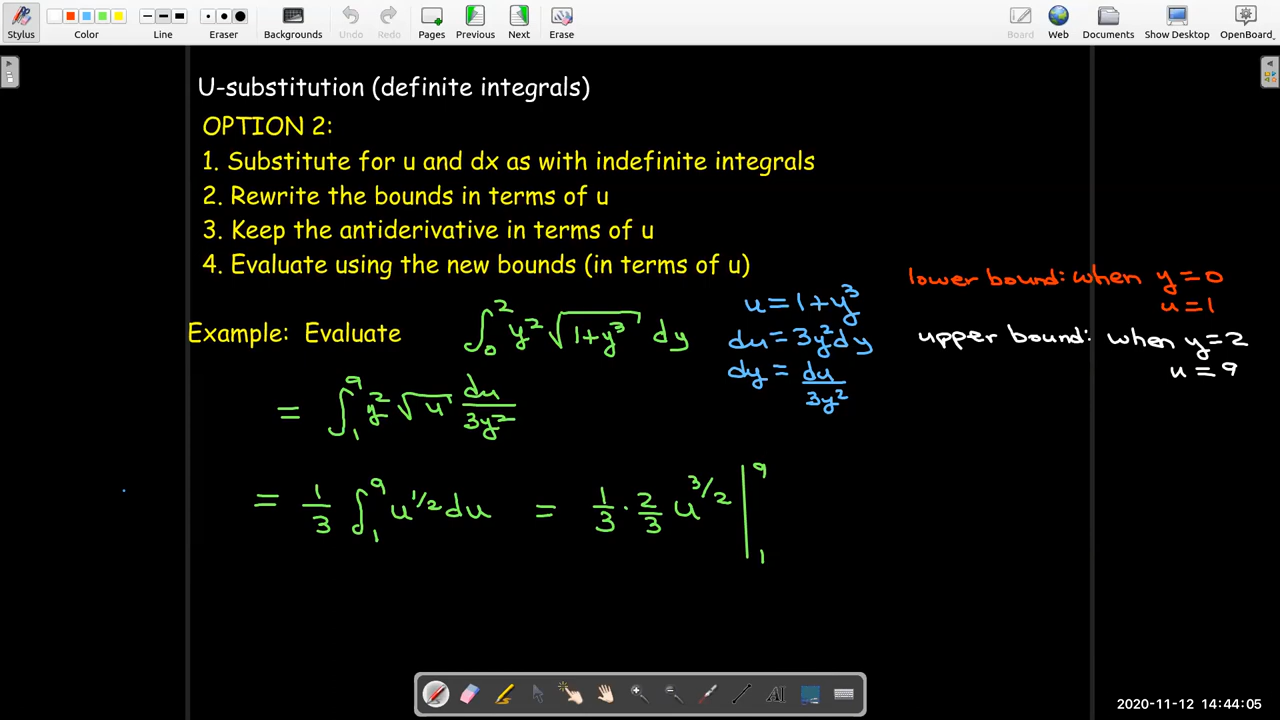 Stylus Color Line Eraser Backgrounds Undo Redo Pages Previous Next Erase Board Web Documents Show Desktop OpenBoard
U-substitution (definite integrals)
OPTION 2:
1. Substitute for u and dx as with indefinite integrals
2. Rewrite the bounds in terms of u
3. Keep the antiderivative in terms of u
4. Evaluate using the new bounds (in terms of u)
lower bound: when y = 0
u = 1
upper bound: when y = 2
u = 9
Example: Evaluate ∫₀² y² √(1+y³) dy
u = 1 + y³
du = 3y² dy
dy = du/3y²
= ∫₁⁹ y² √u du/3y²
= 1/3 ∫₁⁹ u^1/2 du = 1/3 · 2/3 u^3/2 |₁⁹
2020-11-12 14:44:05